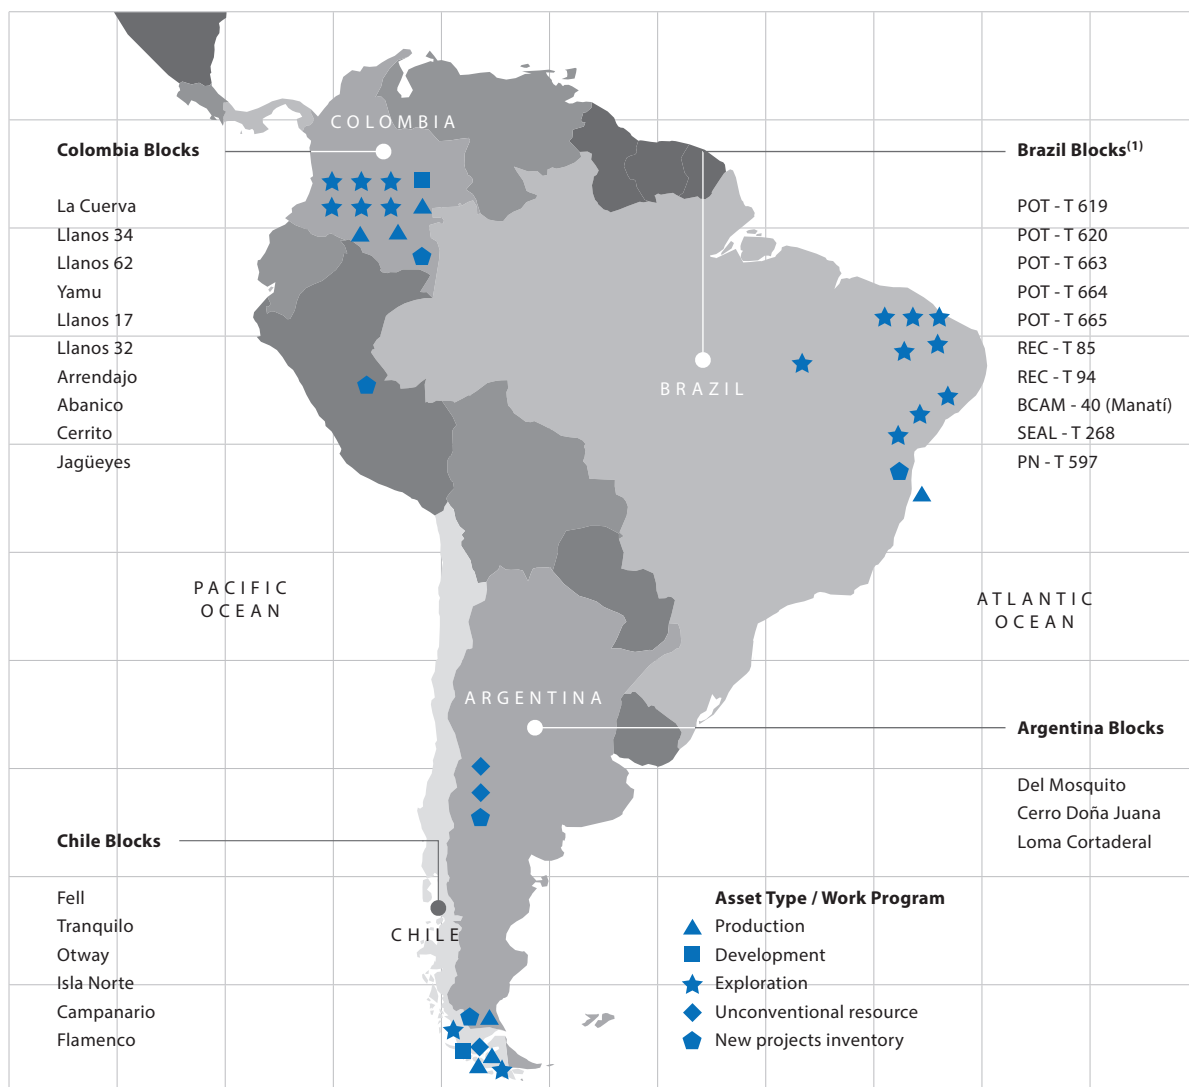 COLOMBIA
Colombia Blocks
La Cuerva
Llanos 34
Llanos 62
Yamu
Llanos 17
Llanos 32
Arrendajo
Abanico
Cerrito
Jagüeyes
Brazil Blocks(1)
POT - T 619
POT - T 620
POT - T 663
POT - T 664
POT - T 665
REC - T 85
REC - T 94
BCAM - 40 (Manatí)
SEAL - T 268
PN - T 597
BRAZIL
PACIFIC
OCEAN
ATLANTIC
OCEAN
ARGENTINA
Argentina Blocks
Del Mosquito
Cerro Doña Juana
Loma Cortaderal
Chile Blocks
Fell
Tranquilo
Otway
Isla Norte
Campanario
Flamenco
CHILE
Asset Type / Work Program
Production
Development
Exploration
Unconventional resource
New projects inventory